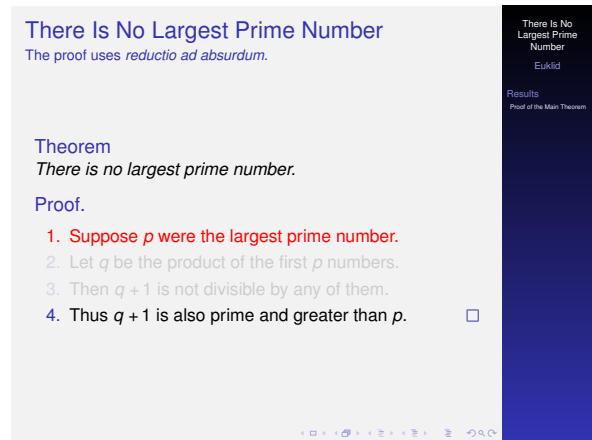 There Is No Largest Prime Number
The proof uses reductio ad absurdum.
Theorem
There is no largest prime number.
Proof.
1. Suppose p were the largest prime number.
2. Let q be the product of the first p numbers.
3. Then q + 1 is not divisible by any of them.
4. Thus q + 1 is also prime and greater than p.
There Is No
Largest Prime
Number
Euklid
Results
Proof of the Main Theorem